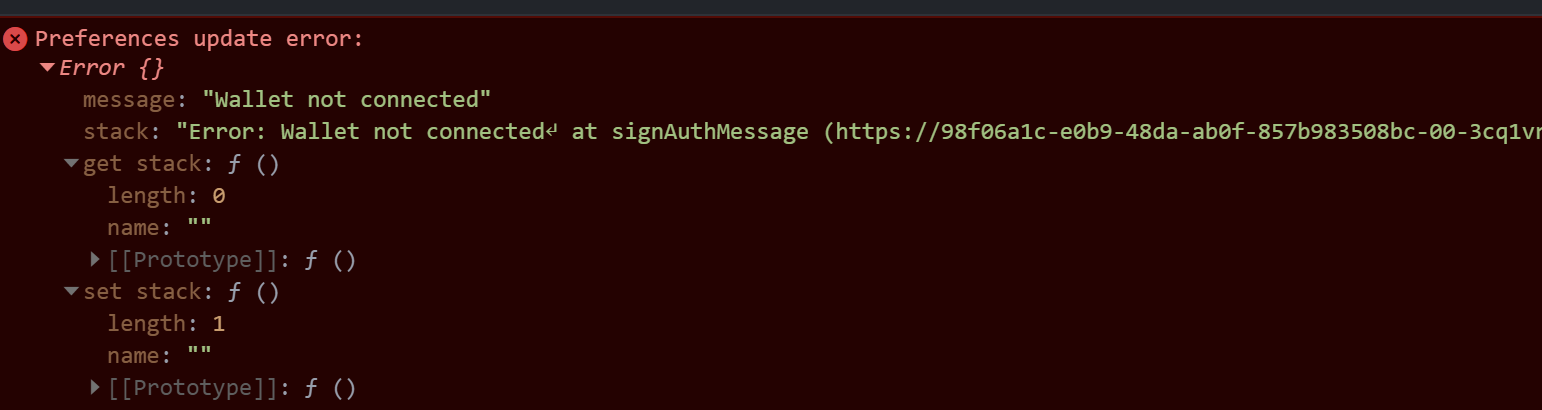 Preferences update error:
Error {}
message: "Wallet not connected"
stack: "Error: Wallet not connected↵ at signAuthMessage (https://98f06a1c-e0b9-48da-ab0f-857b983508bc-00-3cq1vr
get stack: ƒ ()
length: 0
name: ""
[[Prototype]]: ƒ ()
set stack: ƒ ()
length: 1
name: ""
[[Prototype]]: ƒ ()